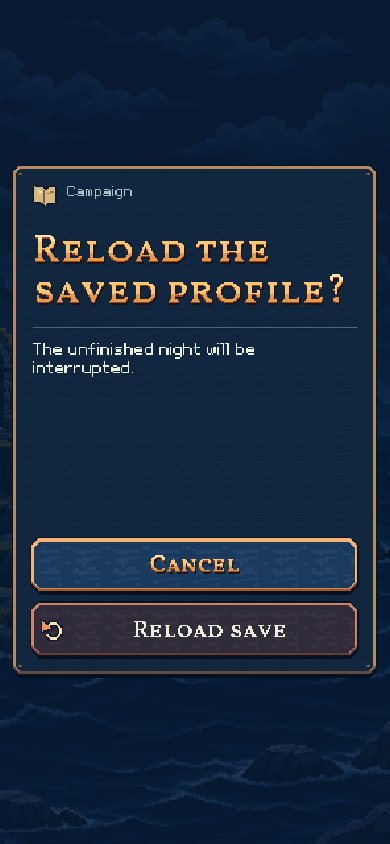 Campaign
Reload the
saved profile?
The unfinished night will be
interrupted.
Cancel
Reload save